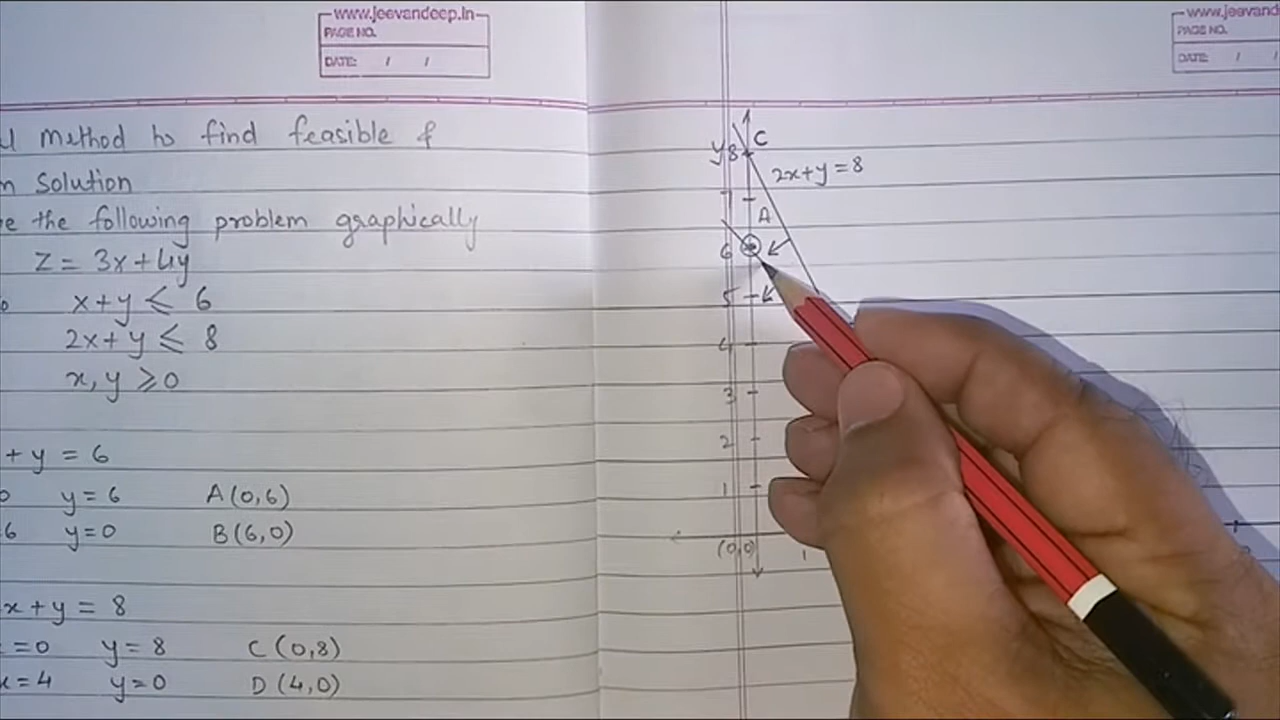 www.jeevandeep.in
PAGE NO.
DATE: / /
method to find feasible &
Solution
the following problem graphically
Z = 3x+4y
x+y ⩽ 6
2x+y ⩽ 8
x, y ⩾ 0
+ y = 6
0 y=6 A(0,6)
=6 y=0 B(6,0)
x+y = 8
=0 y=8 C(0,8)
x=4 y=0 D(4,0)
www.jeevand
PAGE NO.
DATE: / /
C
y 8
2x+y=8
7
A
6
5
4
3
2
1
(0,0) 1